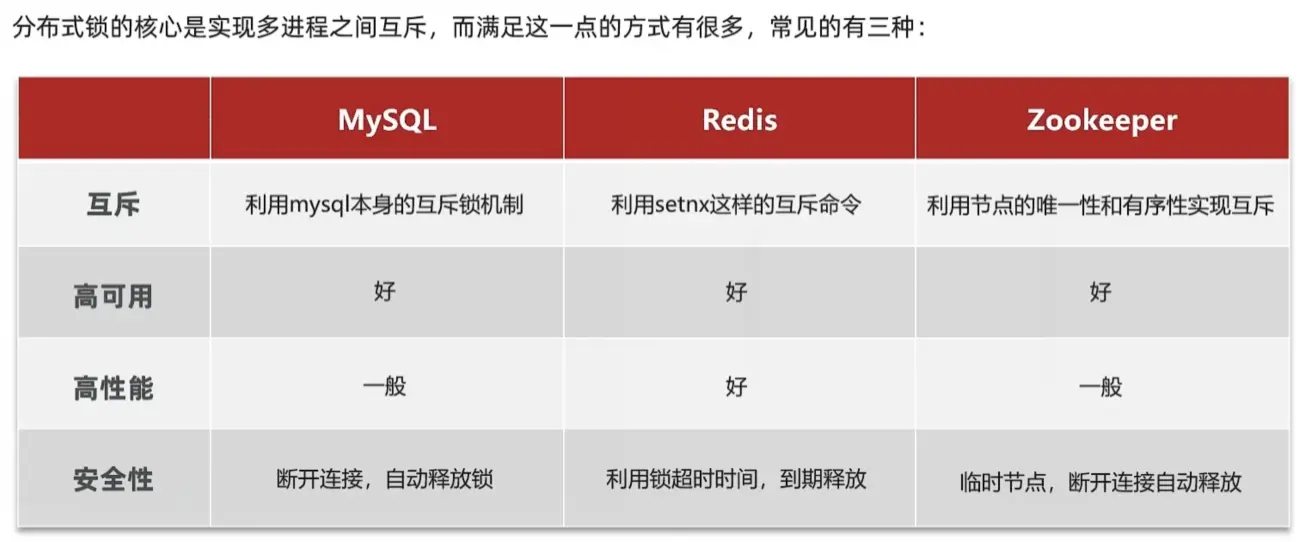 分布式锁的核心是实现多进程之间互斥，而满足这一点的方式有很多，常见的有三种：
MySQL Redis Zookeeper
互斥 利用mysql本身的互斥锁机制 利用setnx这样的互斥命令 利用节点的唯一性和有序性实现互斥
高可用 好 好 好
高性能 一般 好 一般
安全性 断开连接，自动释放锁 利用锁超时时间，到期释放 临时节点，断开连接自动释放